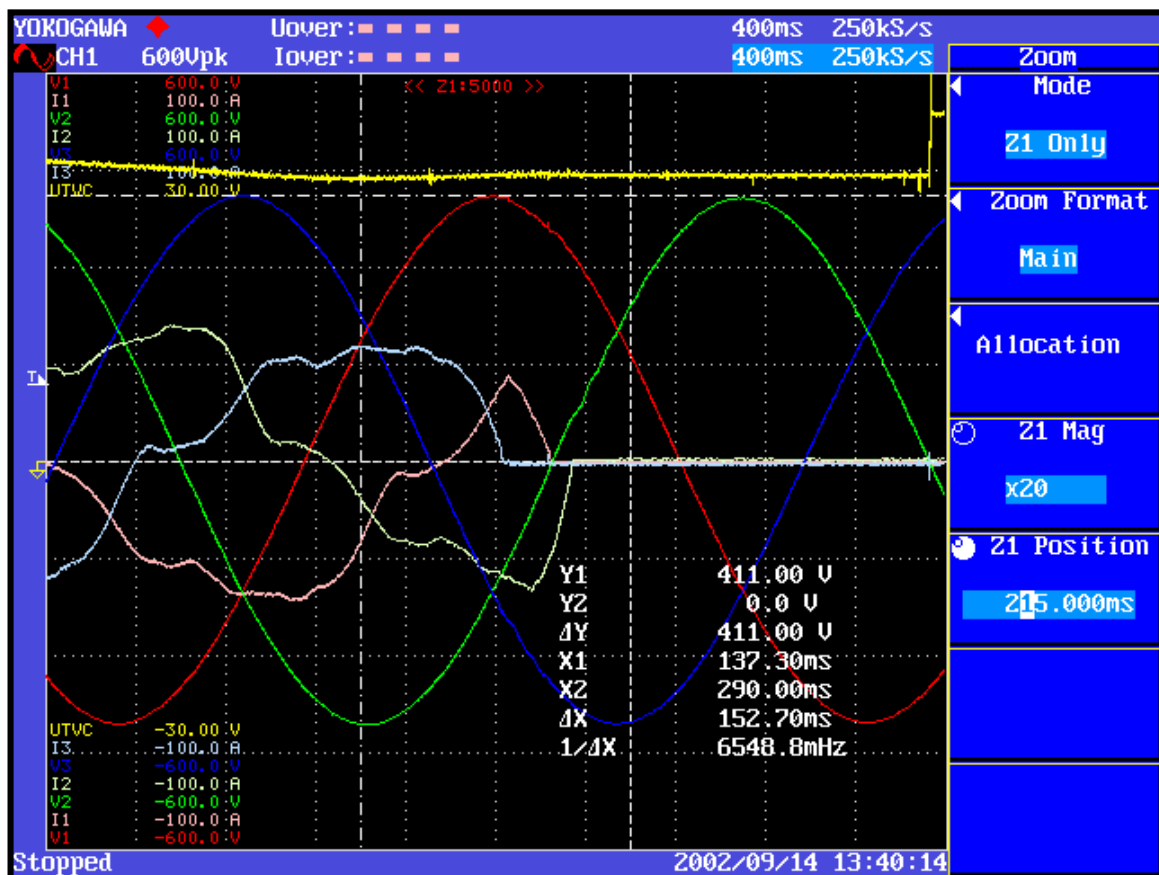 YOKOGAWA Uover: 400ms 250kS/s
CH1 600Vpk Iover: 400ms 250kS/s
V1 600.0 V << Z1:5000 >>
I1 100.0 A
V2 600.0 V
I2 100.0 A
V3 600.0 V
I3 100.0 A
UTVC 30.00 V
T
Y1 411.00 V
Y2 0.0 V
ΔY 411.00 V
X1 137.30ms
X2 290.00ms
ΔX 152.70ms
1/ΔX 6548.8mHz
UTVC -30.00 V
I3 -100.0 A
V3 -600.0 V
I2 -100.0 A
V2 -600.0 V
I1 -100.0 A
V1 -600.0 V
Stopped 2002/09/14 13:40:14
Zoom
Mode
Z1 Only
Zoom Format
Main
Allocation
Z1 Mag
x20
Z1 Position
215.000ms